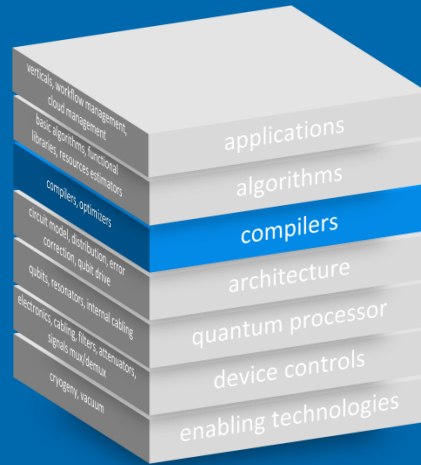 verticals, workflow management,
cloud management
applications
basic algorithms, functional
libraries, resources estimators
algorithms
compilers, optimizers
compilers
circuit model, distribution, error
correction, qubit drive
architecture
qubits, resonators, internal cabling
quantum processor
electronics, cabling, filters, attenuators,
signals mux/demux
device controls
cryogeny, vacuum
enabling technologies